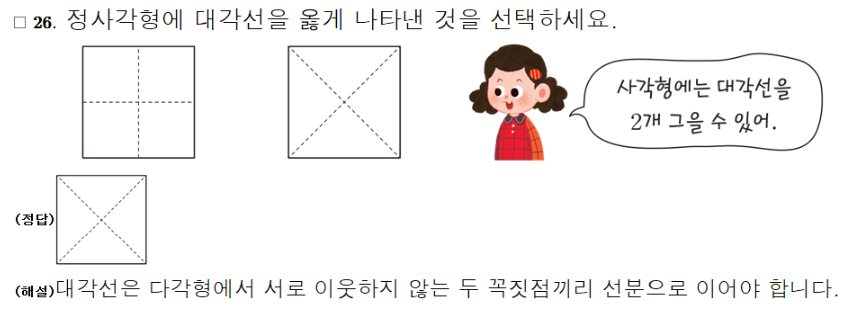 □ 26. 정사각형에 대각선을 옳게 나타낸 것을 선택하세요.
사각형에는 대각선을
2개 그을 수 있어.
(정답)
(해설)대각선은 다각형에서 서로 이웃하지 않는 두 꼭짓점끼리 선분으로 이어야 합니다.